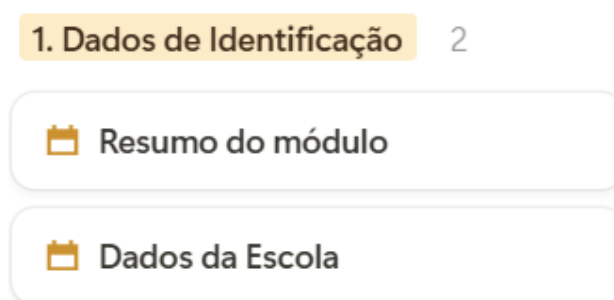 1. Dados de Identificação 2
Resumo do módulo
Dados da Escola